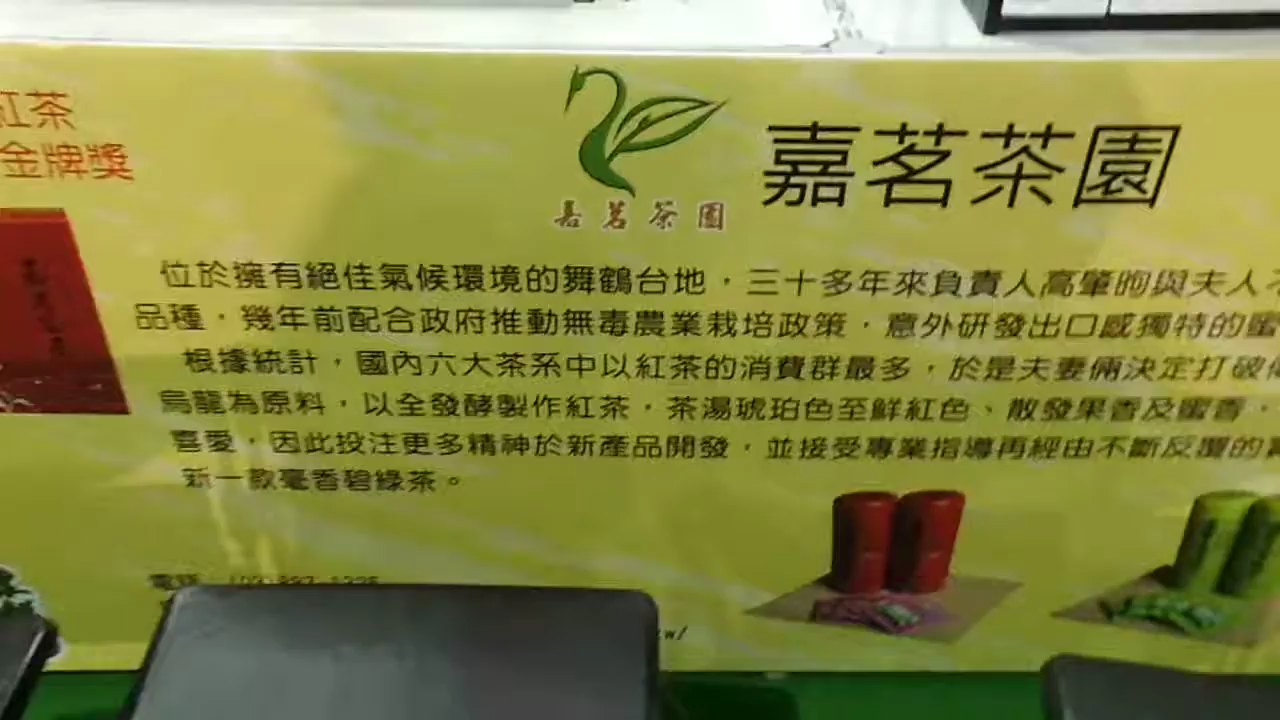 紅茶
金牌獎
嘉茗茶園
嘉茗茶園
位於擁有絕佳氣候環境的舞鶴台地，三十多年來負責人高肇昫與夫人
品種，幾年前配合政府推動無毒農業栽培政策，意外研發出口感獨特的蜜
根據統計，國內六大茶系中以紅茶的消費群最多，於是夫妻倆決定打破
烏龍為原料，以全發酵製作紅茶，茶湯琥珀色至鮮紅色、散發果香及蜜香，
喜愛，因此投注更多精神於新產品開發，並接受專業指導再經由不斷反覆的
新一款毫香碧綠茶。
電話
w/